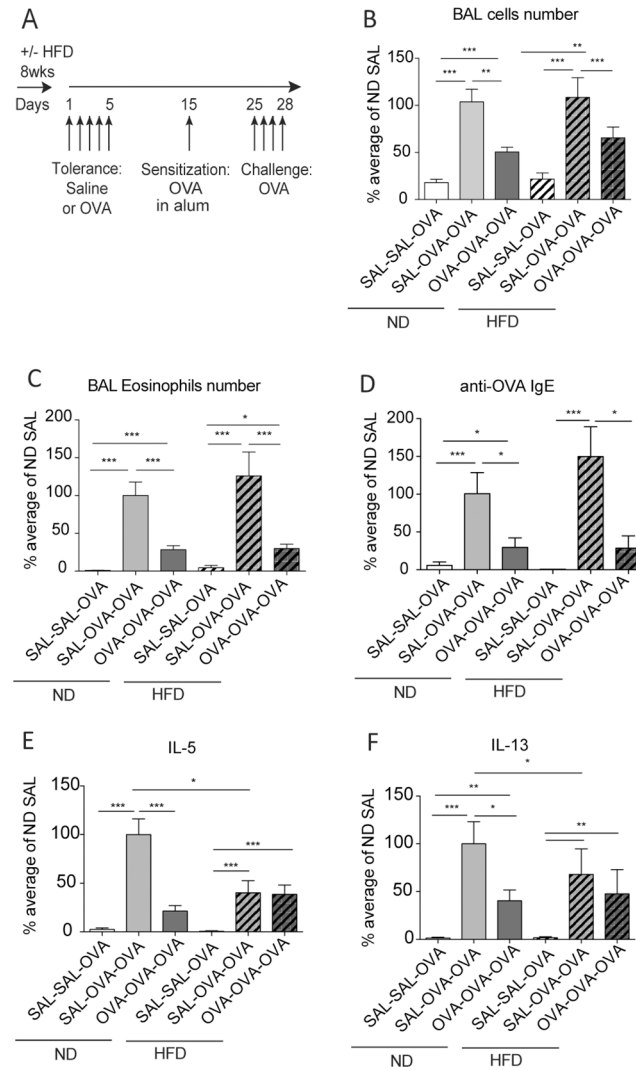 A
+/- HFD
8wks
Days
1 5 15 25 28
Tolerance:
Saline
or OVA
Sensitization:
OVA
in alum
Challenge:
OVA
B
BAL cells number
% average of ND SAL
150
100
50
0
***
**
***
***
**
***
***
SAL-SAL-OVA
SAL-OVA-OVA
OVA-OVA-OVA
SAL-SAL-OVA
SAL-OVA-OVA
OVA-OVA-OVA
ND
HFD
C
BAL Eosinophils number
% average of ND SAL
200
150
100
50
0
***
***
***
*
***
***
SAL-SAL-OVA
SAL-OVA-OVA
OVA-OVA-OVA
SAL-SAL-OVA
SAL-OVA-OVA
OVA-OVA-OVA
ND
HFD
D
anti-OVA IgE
% average of ND SAL
200
150
100
50
0
*
***
*
***
*
SAL-SAL-OVA
SAL-OVA-OVA
OVA-OVA-OVA
SAL-SAL-OVA
SAL-OVA-OVA
OVA-OVA-OVA
ND
HFD
E
IL-5
% average of ND SAL
150
100
50
0
*
***
***
***
***
SAL-SAL-OVA
SAL-OVA-OVA
OVA-OVA-OVA
SAL-SAL-OVA
SAL-OVA-OVA
OVA-OVA-OVA
ND
HFD
F
IL-13
% average of ND SAL
150
100
50
0
*
**
***
*
**
**
SAL-SAL-OVA
SAL-OVA-OVA
OVA-OVA-OVA
SAL-SAL-OVA
SAL-OVA-OVA
OVA-OVA-OVA
ND
HFD